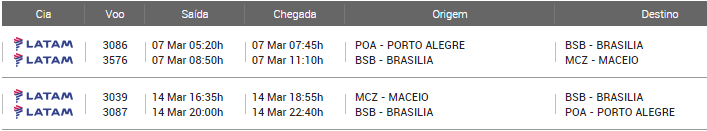 Cia Voo Saída Chegada Origem Destino
LATAM 3086 07 Mar 05:20h 07 Mar 07:45h POA - PORTO ALEGRE BSB - BRASILIA
LATAM 3576 07 Mar 08:50h 07 Mar 11:10h BSB - BRASILIA MCZ - MACEIO
LATAM 3039 14 Mar 16:35h 14 Mar 18:55h MCZ - MACEIO BSB - BRASILIA
LATAM 3087 14 Mar 20:00h 14 Mar 22:40h BSB - BRASILIA POA - PORTO ALEGRE